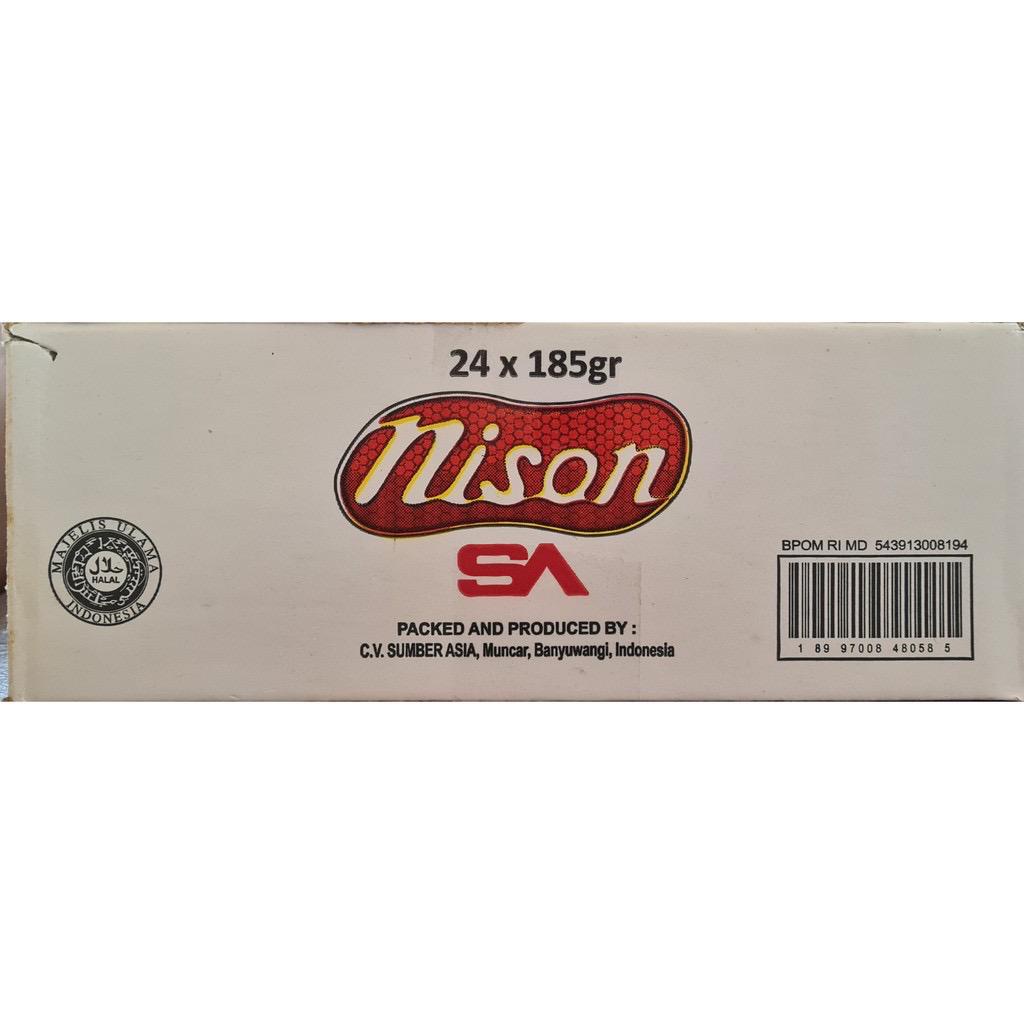 24 x 185gr
nison
SA
MAJELIS ULAMA
حلال
HALAL
INDONESIA
BPOM RI MD 543913008194
1 89 97008 48058 5
PACKED AND PRODUCED BY :
C.V. SUMBER ASIA, Muncar, Banyuwangi, Indonesia